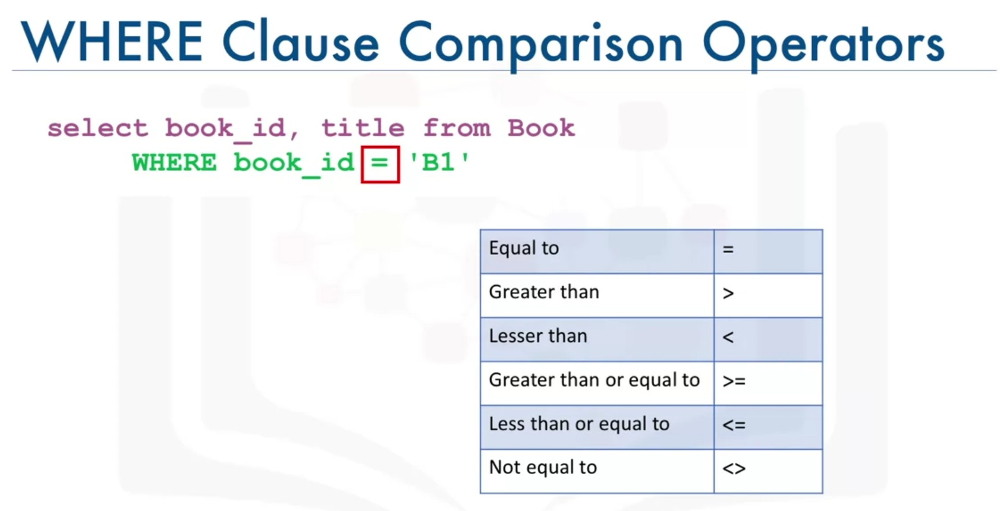 WHERE Clause Comparison Operators
select book_id, title from Book
WHERE book_id = 'B1'
Equal to =
Greater than >
Lesser than <
Greater than or equal to >=
Less than or equal to <=
Not equal to <>